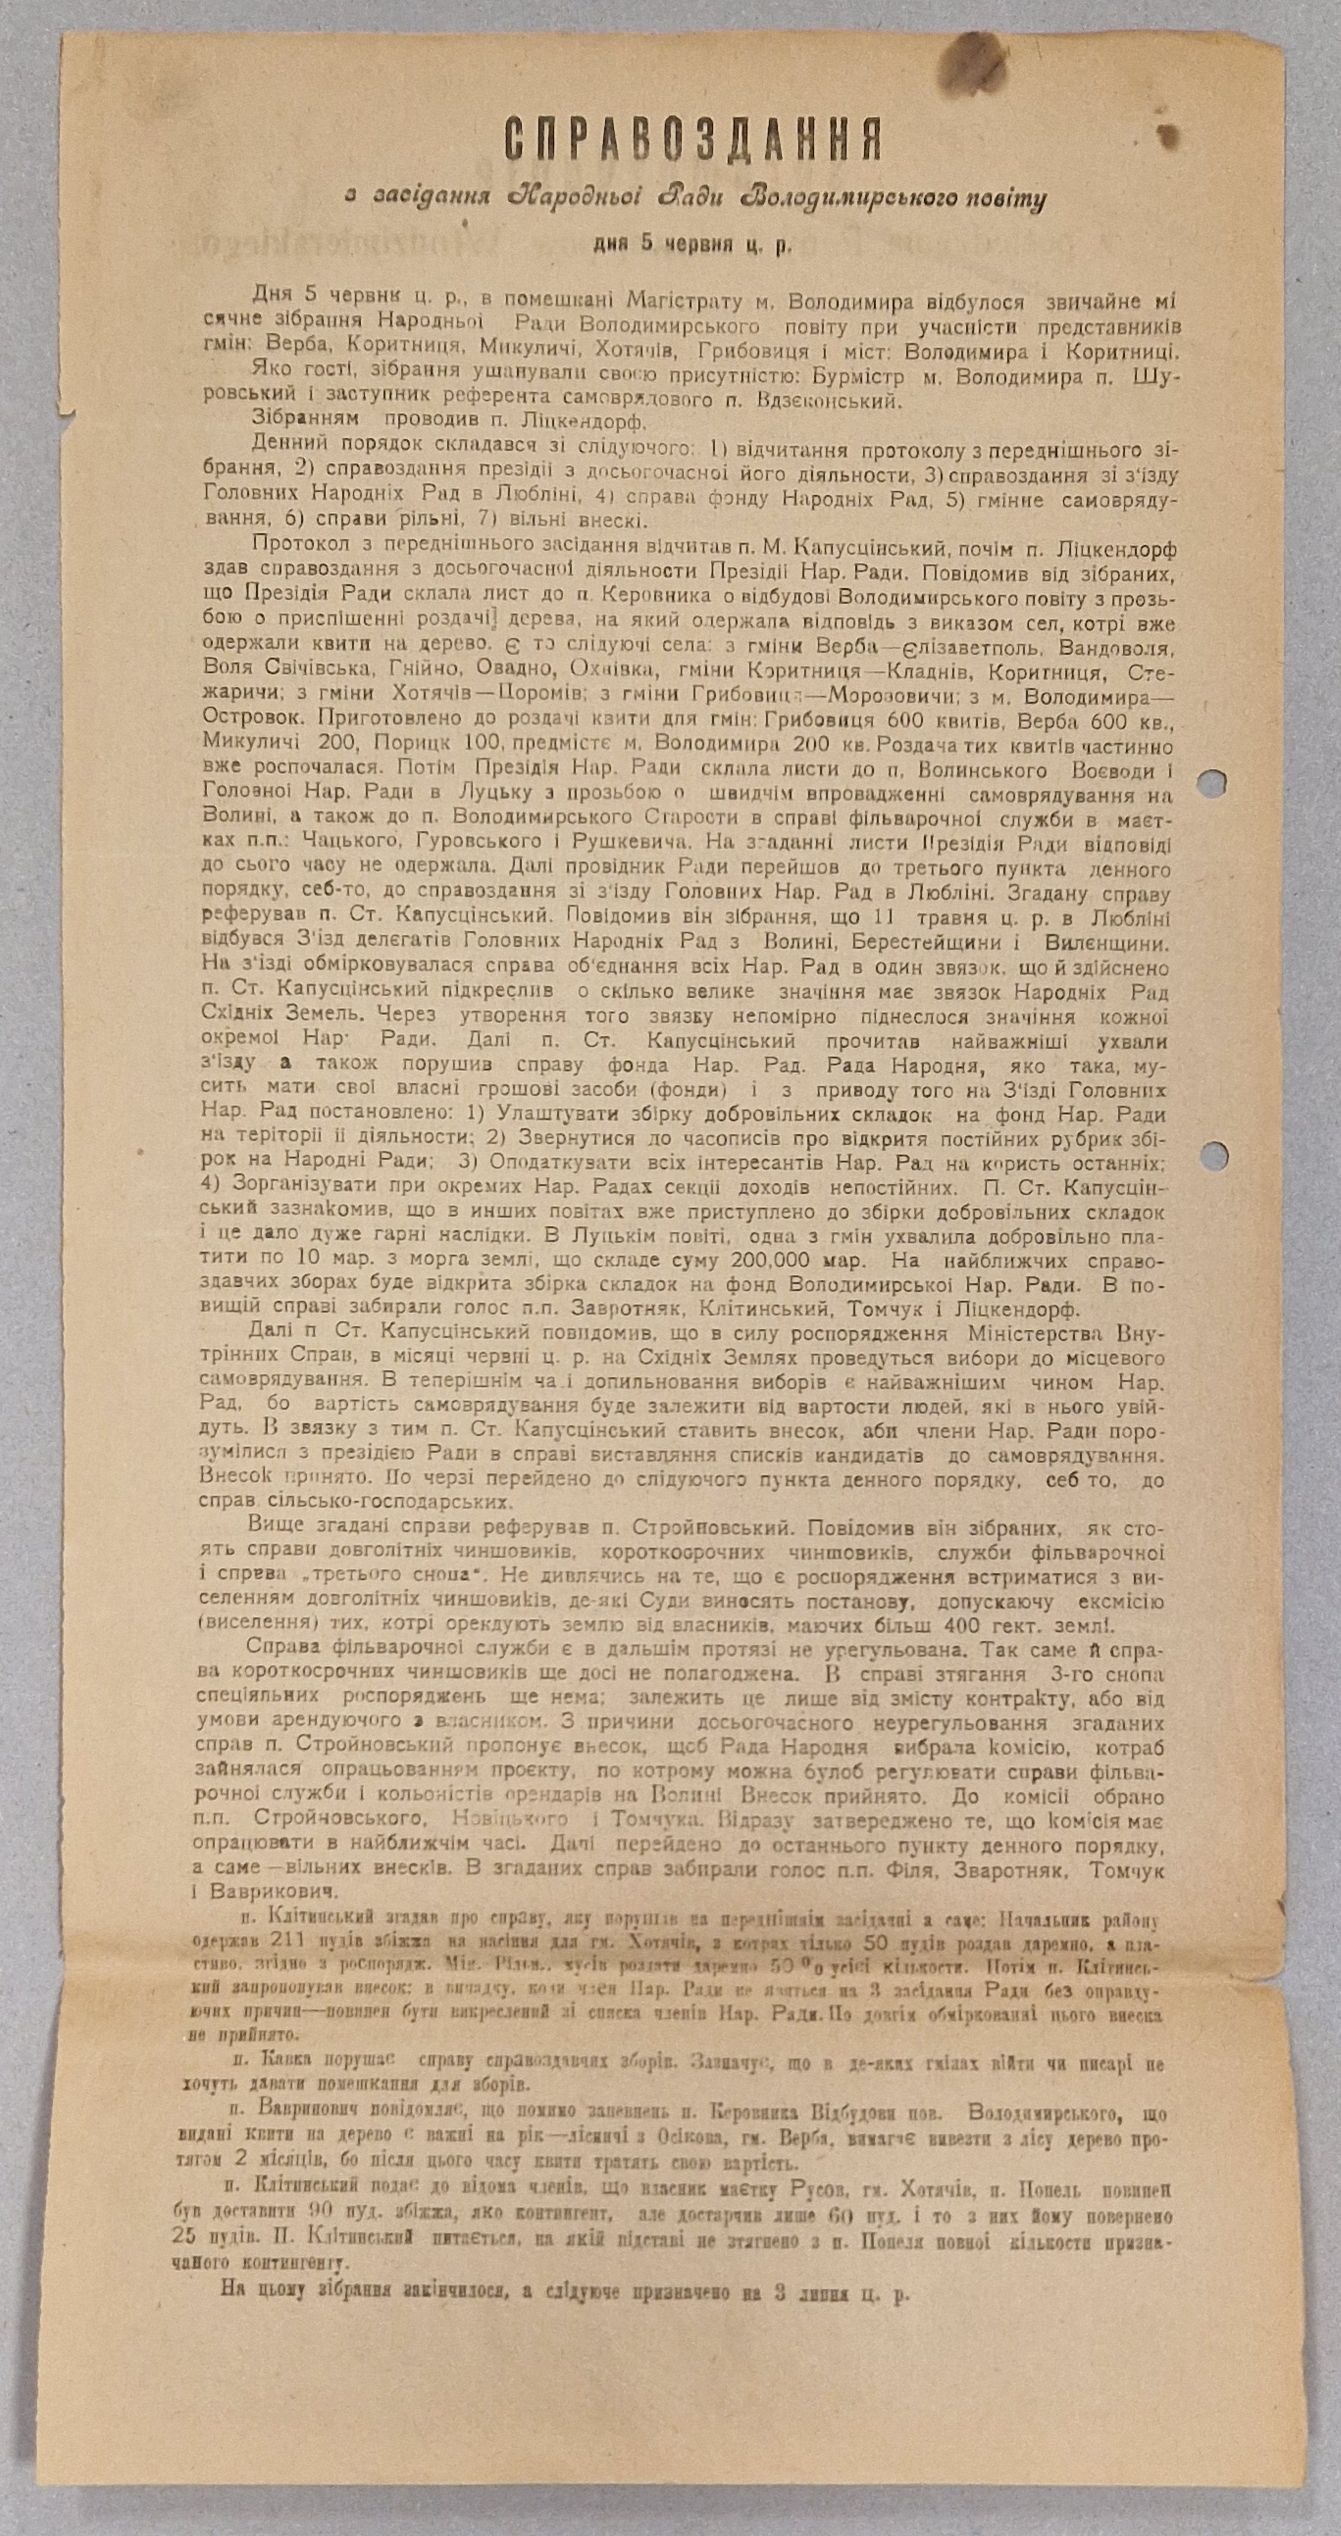 СПРАВОЗДАННЯ
з засідання Народньої Ради Володимирського повіту
дня 5 червня ц. р.
Дня 5 червня ц. р., в помешкані Магістрату м. Володимира відбулося звичайне мі
сячне зібрання Народньої Ради Володимирського повіту при учасністи представників
гмін: Верба, Коритниця, Микуличі, Хотячів, Грибовиця і міст: Володимира і Коритниці.
Яко гості, зібрання ушанували своєю присутністю: Бурмістр м. Володимира п. Шу-
ровський і заступник референта самоврядового п. Вдзєконський.
Зібранням проводив п. Ліцкендорф.
Денний порядок складався зі слідуючого: 1) відчитання протоколу з переднішнього зі-
брання, 2) справоздання презідії з досьогочасної його діяльности, 3) справоздання зі з'їзду
Головних Народніх Рад в Любліні, 4) справа фонду Народніх Рад, 5) гмінне самовряду-
вання, 6) справи рільні, 7) вільні внескі.
Протокол з переднішнього засідання відчитав п. М. Капусцінський, почім п. Ліцкендорф
здав справоздання з досьогочасної діяльности Презідії Нар. Ради. Повідомив від зібраних,
що Презідія Ради склала лист до п. Керовника о відбудові Володимирського повіту з прозь-
бою о приспішенні роздачі] дерева, на який одержала відповідь з виказом сел, котрі вже
одержали квити на дерево. Є то слідуючі села: з гміни Верба—Єлізаветполь, Вандоволя,
Воля Свічівська, Гнійно, Овадно, Охнівка, гміни Коритниця—Кладнів, Коритниця, Сте-
жаричи; з гміни Хотячів—Цоромів; з гміни Грибовиця—Морозовичи; з м. Володимира—
Островок. Приготовлено до роздачі квити для гмін: Грибовиця 600 квитів, Верба 600 кв.,
Микуличі 200, Порицк 100, предмістє м. Володимира 200 кв. Роздача тих квитів частинно
вже роспочалася. Потім Презідія Нар. Ради склала листи до п. Волинського Воєводи і
Головної Нар. Ради в Луцьку з прозьбою о швидчім впровадженні самоврядування на
Волині, а також до п. Володимирського Старости в справі фільварочної служби в маєт-
ках п.п.: Чацького, Гуровського і Рушкевича. На згаданні листи Презідія Ради відповіді
до сього часу не одержала. Далі провідник Ради перейшов до третього пункта денного
порядку, себ-то, до справоздання зі з'їзду Головних Нар. Рад в Любліні. Згадану справу
реферував п. Ст. Капусцінський. Повідомив він зібрання, що 11 травня ц. р. в Любліні
відбувся З'їзд делєгатів Головних Народніх Рад з Волині, Берестейщини і Вилєнщини.
На з'їзді обмірковувалася справа об'єднання всіх Нар. Рад в один звязок, що й здійснено
п. Ст. Капусцінський підкреслив о скілько велике значіння має звязок Народніх Рад
Східніх Земель. Через утворення того звязку непомірно піднеслося значіння кожної
окремої Нар· Ради. Далі п. Ст. Капусцінський прочитав найважніші ухвали
з'їзду а також порушив справу фонда Нар. Рад. Рада Народня, яко така, му-
сить мати свої власні грошові засоби (фонди) і з приводу того на З'їзді Головних
Нар. Рад постановлено: 1) Улаштувати збірку добровільних складок на фонд Нар. Ради
на теріторії її діяльности; 2) Звернутися до часописів про відкритя постійних рубрик збі-
рок на Народні Ради; 3) Оподаткувати всіх інтересантів Нар. Рад на користь останніх;
4) Зорганізувати при окремих Нар. Радах секції доходів непостійних. П. Ст. Капусцін-
ський зазнакомив, що в инших повітах вже приступлено до збірки добровільних складок
і це дало дуже гарні наслідки. В Луцькім повіті, одна з гмін ухвалила добровільно пла-
тити по 10 мар. з морга землі, що складе суму 200,000 мар. На найближчих справо-
здавчих зборах буде відкрита збірка складок на фонд Володимирської Нар. Ради. В по-
вищій справі забирали голос п.п. Завротняк, Клітинський, Томчук і Ліцкендорф.
Далі п Ст. Капусцінський повидомив, що в силу роспорядження Міністерства Вну-
трінних Справ, в місяці червні ц. р. на Східніх Землях проведуться вибори до місцевого
самоврядування. В теперішнім ча.і допильновання виборів є найважнішим чином Нар.
Рад, бо вартість самоврядування буде залежити від вартости людей, які в нього увій-
дуть. В звязку з тим п. Ст. Капусцінський ставить внесок, аби члени Нар. Ради поро-
зумілися з презідією Ради в справі виставляння списків кандидатів до самоврядування.
Внесок принято. По черзі перейдено до слідуючого пункта денного порядку, себ то, до
справ сільсько-господарських.
Вище згадані справи реферував п. Стройновський. Повідомив він зібраних, як сто-
ять справи довголітніх чиншовиків, короткосрочних чиншовиків, служби фільварочної
і справа „третього снопа“. Не дивлячись на те, що є роспорядження встриматися з ви-
селенням довголітніх чиншовиків, де-які Суди виносять постанову, допускаючу ексмісію
(виселення) тих, котрі орендують землю від власників, маючих більш 400 гект. землі.
Справа фільварочної служби є в дальшім протязі не урегульована. Так саме й спра-
ва короткосрочних чиншовиків ще досі не полагоджена. В справі зтягання 3-го снопа
спеціяльних роспоряджень ще нема; залежить це лише від змісту контракту, або від
умови арендуючого з власником. З причини досьогочасного неурегульовання згаданих
справ п. Стройновський пропонує внесок, щоб Рада Народня вибрала комісію, котраб
зайнялася опрацьованням проєкту, по котрому можна булоб регулювати справи фільва-
рочної служби і кольоністів орендарів на Волині Внесок прийнято. До комісії обрано
п.п. Стройновського, Новіцького і Томчука. Відразу затверджено те, що комісія має
опрацювати в найближчім часі. Далі перейдено до останнього пункту денного порядку,
а саме—вільних внесків. В згаданих справ забирали голос п.п. Філя, Зваротняк, Томчук
і Ваврикович.
п. Клітинський згадав про справу, яку порушив на переднішнім засіданні а саме: Начальник району
одержав 211 пудів збіжжа на насіння для гм. Хотячів, з котрих тілько 50 пудів роздав даремно, а пла-
стиво, згідно з роспорядж. Мін. Рільн., мусів роздати даремно 50% усієї кількости. Потім п. Клітинсь-
кий запропонував внесок: в випадку, коли член Нар. Ради не явиться на 3 засідання Ради без оправду-
ючих причин—повинен бути викреслений зі списка членів Нар. Ради. По довгім обміркованні цього внеска
не прийнято.
п. Кавка порушає справу справоздавчих зборів. Зазначує, що в де-яких гмінах війти чи писарі не
хочуть давати помешкання для зборів.
п. Вавринович повідомляє, що помимо запевнень п. Керовника Відбудови пов. Володимирського, що
видані квити на дерево є важні на рік—лісничі з Осікова, гм. Верба, вимагає вивезти з лісу дерево про-
тягом 2 місяців, бо після цього часу квити тратять свою вартість.
п. Клітинський подає до відома членів, що власник маєтку Русов, гм. Хотячів, п. Попель повинен
був доставити 90 пуд. збіжжа, яко контингент, але достарчив лише 60 пуд. і то з них йому повернено
25 пудів. П. Клітинський питається, на якій підставі не зтягнено з п. Попеля повної кількости призна-
чаного контингенту.
На цьому зібрання закінчилося, а слідуюче призначено на 3 липня ц. р.